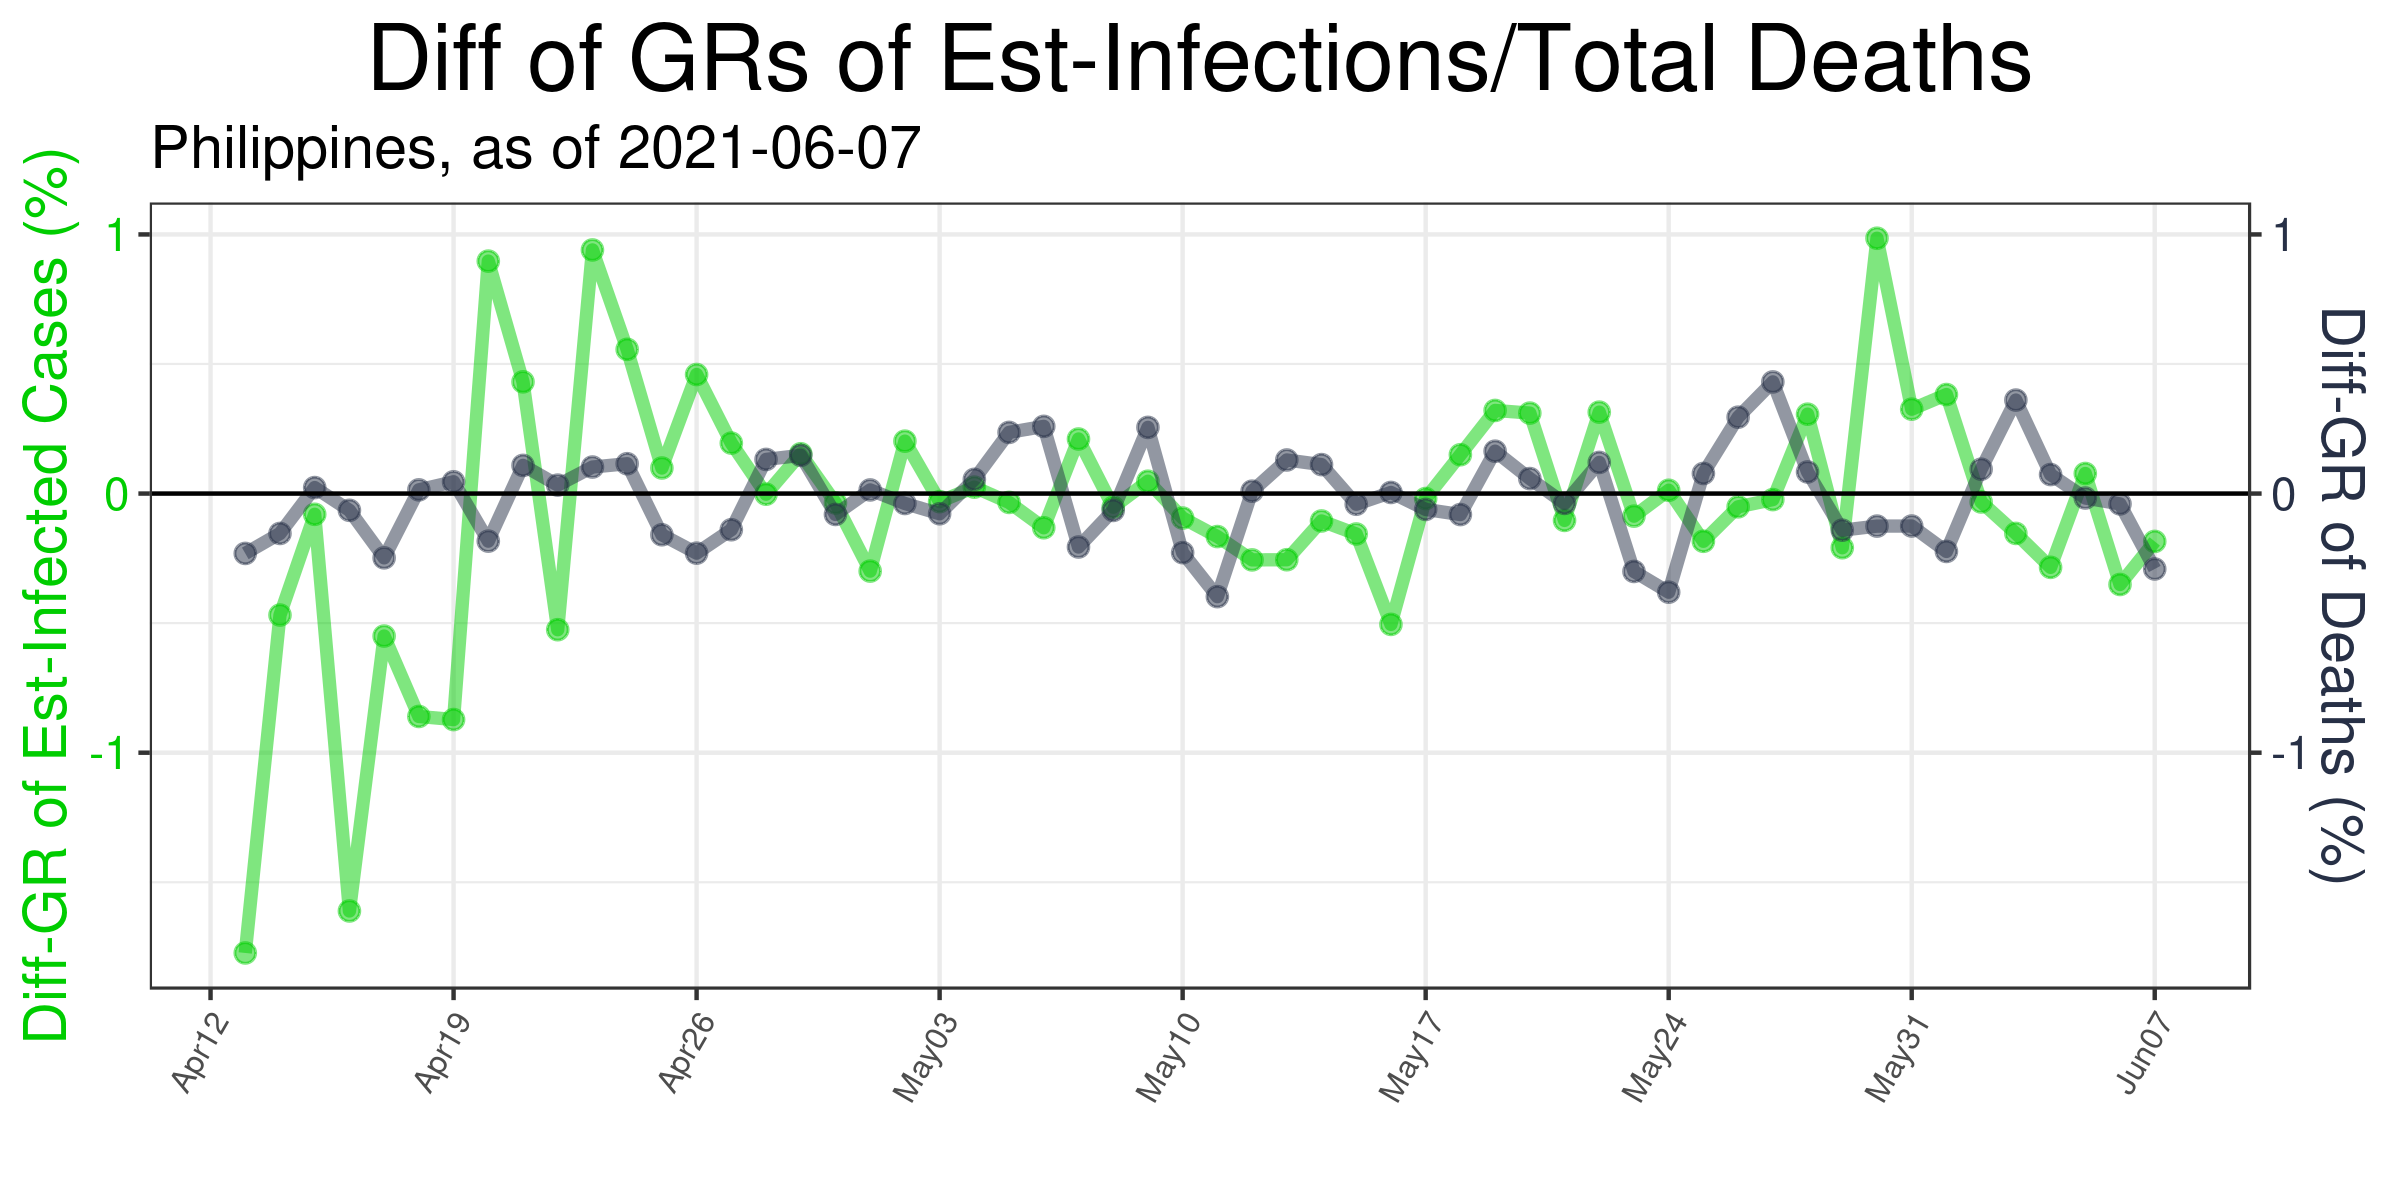 Diff of GRs of Est-Infections/Total Deaths
Philippines, as of 2021-06-07
Diff-GR of Est-Infected Cases (%)
1
0
-1
1
0
-1
Diff-GR of Deaths (%)
Apr12
Apr19
Apr26
May03
May10
May17
May24
May31
Jun07